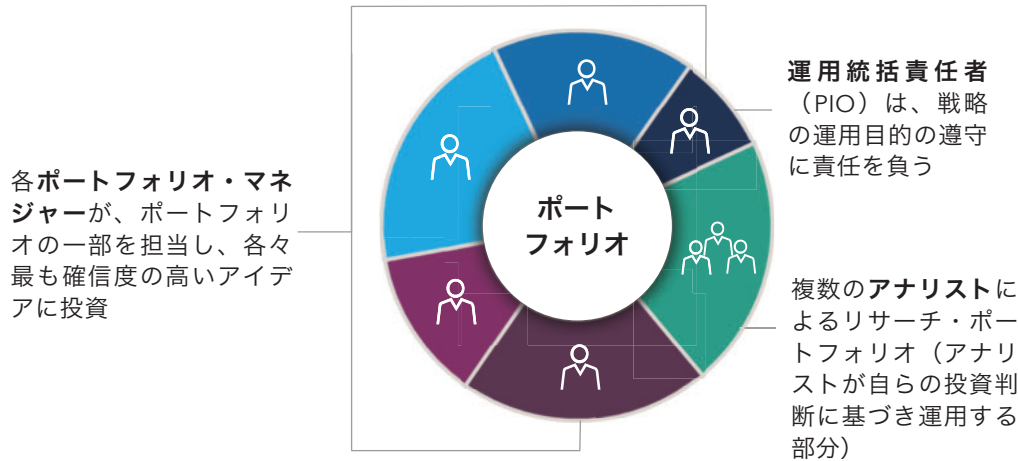 各ポートフォリオ・マネ
ジャーが、ポートフォリ
オの一部を担当し、各々
最も確信度の高いアイデ
アに投資
ポート
フォリオ
運用統括責任者
（PIO）は、戦略
の運用目的の遵守
に責任を負う
複数のアナリストに
よるリサーチ・ポー
トフォリオ（アナリ
ストが自らの投資判
断に基づき運用する
部分）